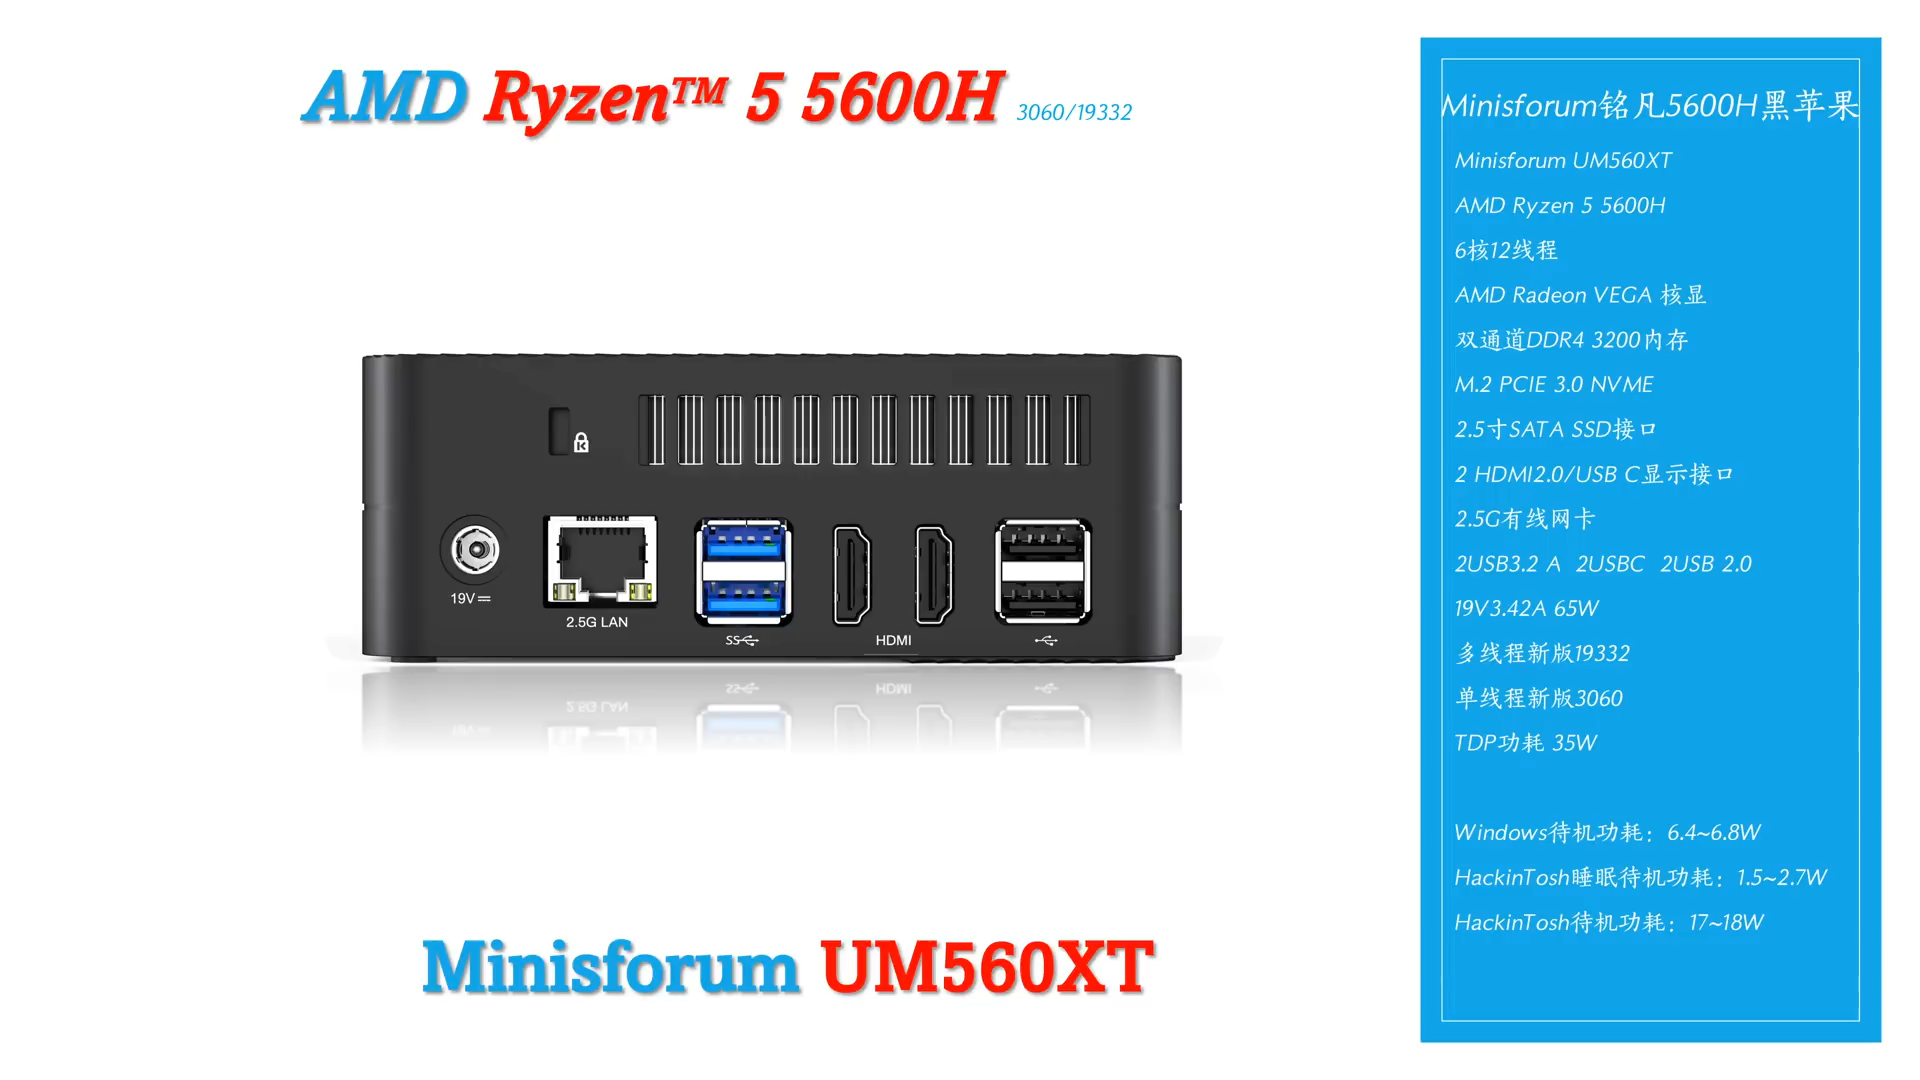 AMD Ryzen™ 5 5600H 3060/19332
19V⎓
2.5G LAN
SS
HDMI
Minisforum UM560XT
Minisforum铭凡5600H黑苹果
Minisforum UM560XT
AMD Ryzen 5 5600H
6核12线程
AMD Radeon VEGA 核显
双通道DDR4 3200内存
M.2 PCIE 3.0 NVME
2.5寸SATA SSD接口
2 HDMI2.0/USB C显示接口
2.5G有线网卡
2USB3.2 A 2USBC 2USB 2.0
19V3.42A 65W
多线程新版19332
单线程新版3060
TDP功耗 35W
Windows待机功耗：6.4~6.8W
HackinTosh睡眠待机功耗：1.5~2.7W
HackinTosh待机功耗：17~18W